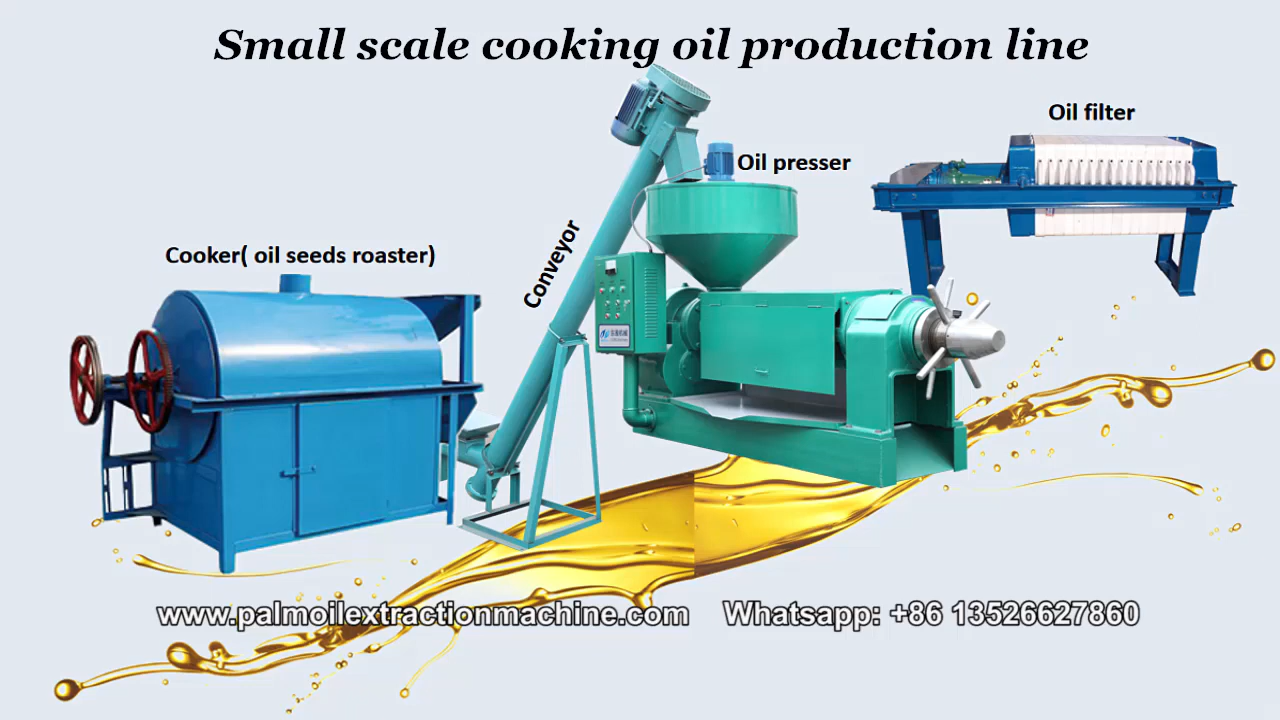 Small scale cooking oil production line
Oil filter
Oil presser
Conveyor
Cooker( oil seeds roaster)
www.palmoilextractionmachine.com Whatsapp: +86 13526627860